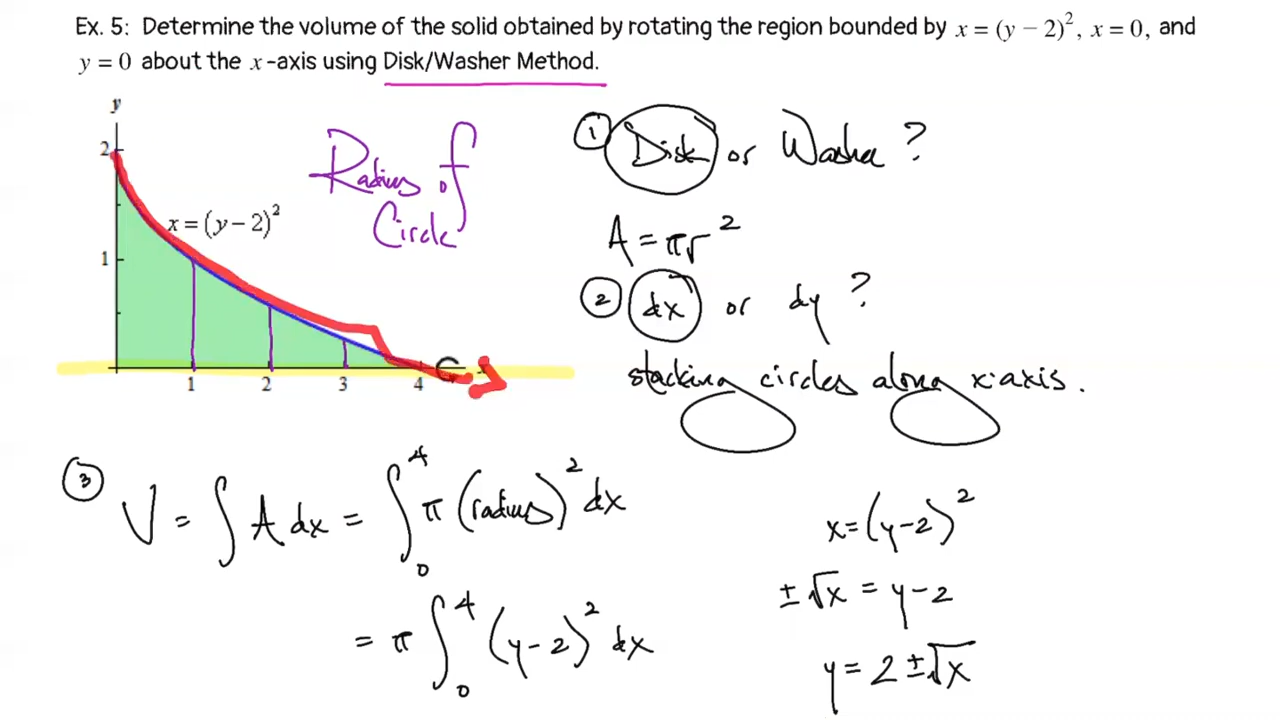 Ex. 5: Determine the volume of the solid obtained by rotating the region bounded by x = (y − 2)², x = 0, and
y = 0 about the x-axis using Disk/Washer Method.
y
2
1
x = (y − 2)²
1 2 3 4
Radius of
Circle
① Disk or Washer ?
A = πr²
② dx or dy ?
stacking circles along x-axis.
③ V = ∫ A dx = ∫₀⁴ π (radius)² dx
= π ∫₀⁴ (y − 2)² dx
x = (y − 2)²
± √x = y − 2
y = 2 ± √x